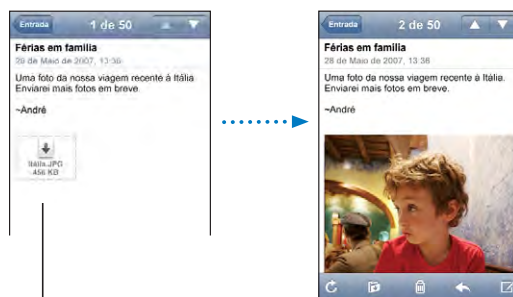 Entrada 1 de 50
Férias em família
29 de Maio de 2007, 13:36
Uma foto da nossa viagem recente à Itália.
Enviarei mais fotos em breve.
~André
Itália.JPG
456 KB
Entrada 2 de 50
Férias em família
28 de Maio de 2007, 13:36
Uma foto da nossa viagem recente à Itália.
Enviarei mais fotos em breve.
~André